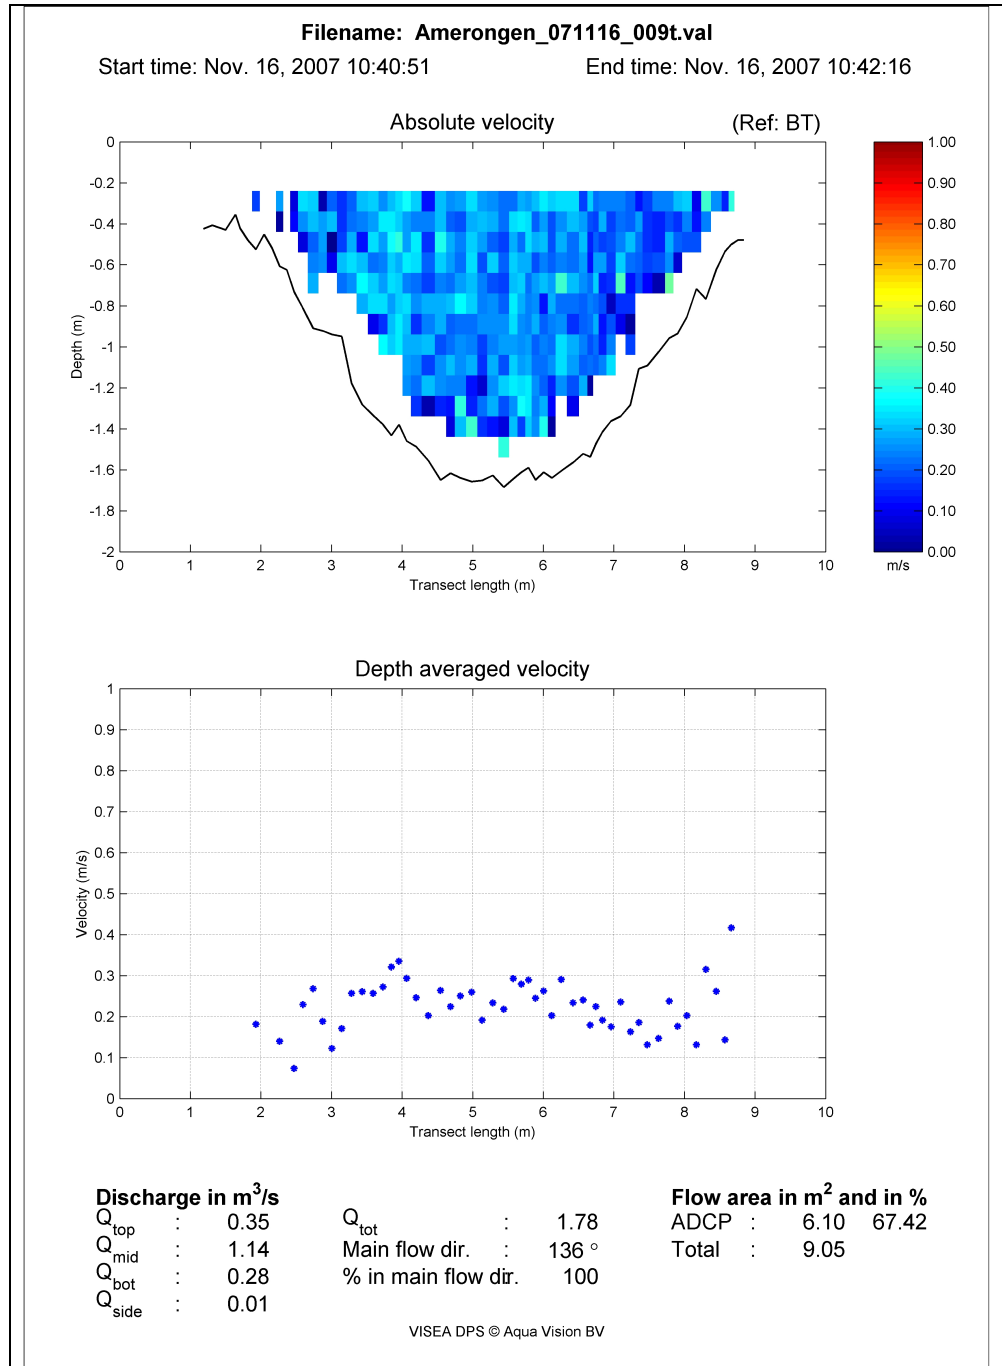 Filename: Amerongen_071116_009t.val
Start time: Nov. 16, 2007 10:40:51 End time: Nov. 16, 2007 10:42:16
Absolute velocity (Ref: BT)
0
-0.2
-0.4
-0.6
-0.8
-1
-1.2
-1.4
-1.6
-1.8
-2
Depth (m)
0 1 2 3 4 5 6 7 8 9 10
Transect length (m)
1.00
0.90
0.80
0.70
0.60
0.50
0.40
0.30
0.20
0.10
0.00
m/s
Depth averaged velocity
1
0.9
0.8
0.7
0.6
0.5
0.4
0.3
0.2
0.1
0
Velocity (m/s)
0 1 2 3 4 5 6 7 8 9 10
Transect length (m)
Discharge in m³/s Flow area in m² and in %
Q top : 0.35 Q tot : 1.78 ADCP : 6.10 67.42
Q mid : 1.14 Main flow dir. : 136 ° Total : 9.05
Q bot : 0.28 % in main flow dir. 100
Q side : 0.01
VISEA DPS © Aqua Vision BV